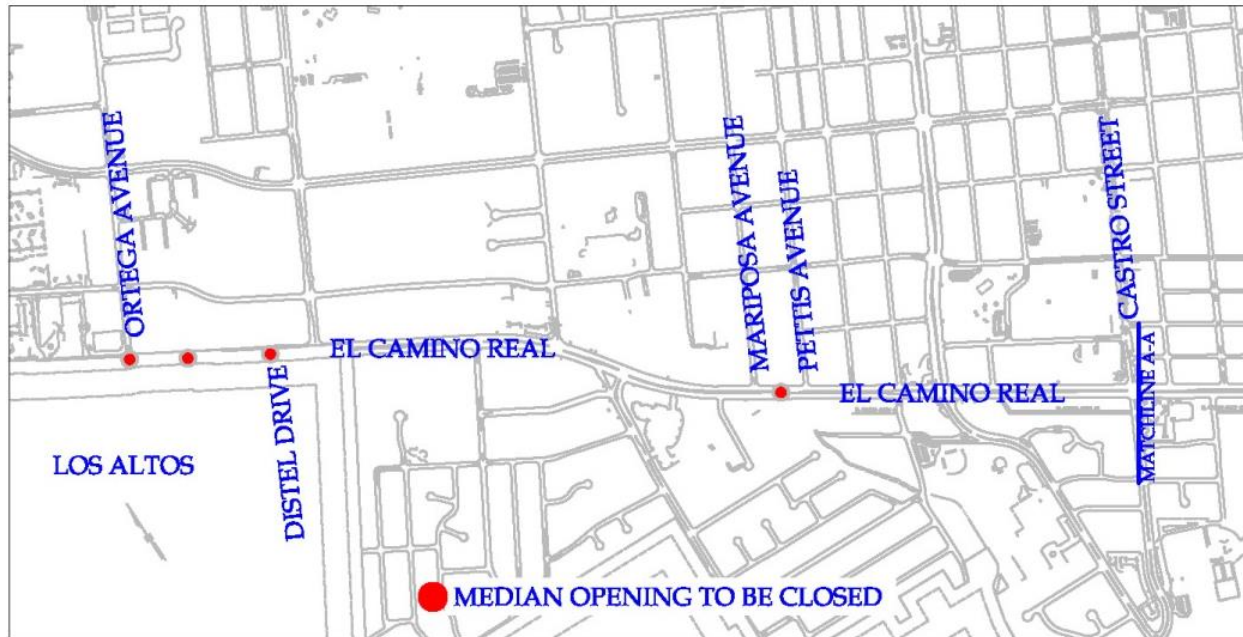 ORTEGA AVENUE
MARIPOSA AVENUE
PETTIS AVENUE
CASTRO STREET
EL CAMINO REAL
DISTEL DRIVE
EL CAMINO REAL
MATCHLINE A-A
LOS ALTOS
MEDIAN OPENING TO BE CLOSED